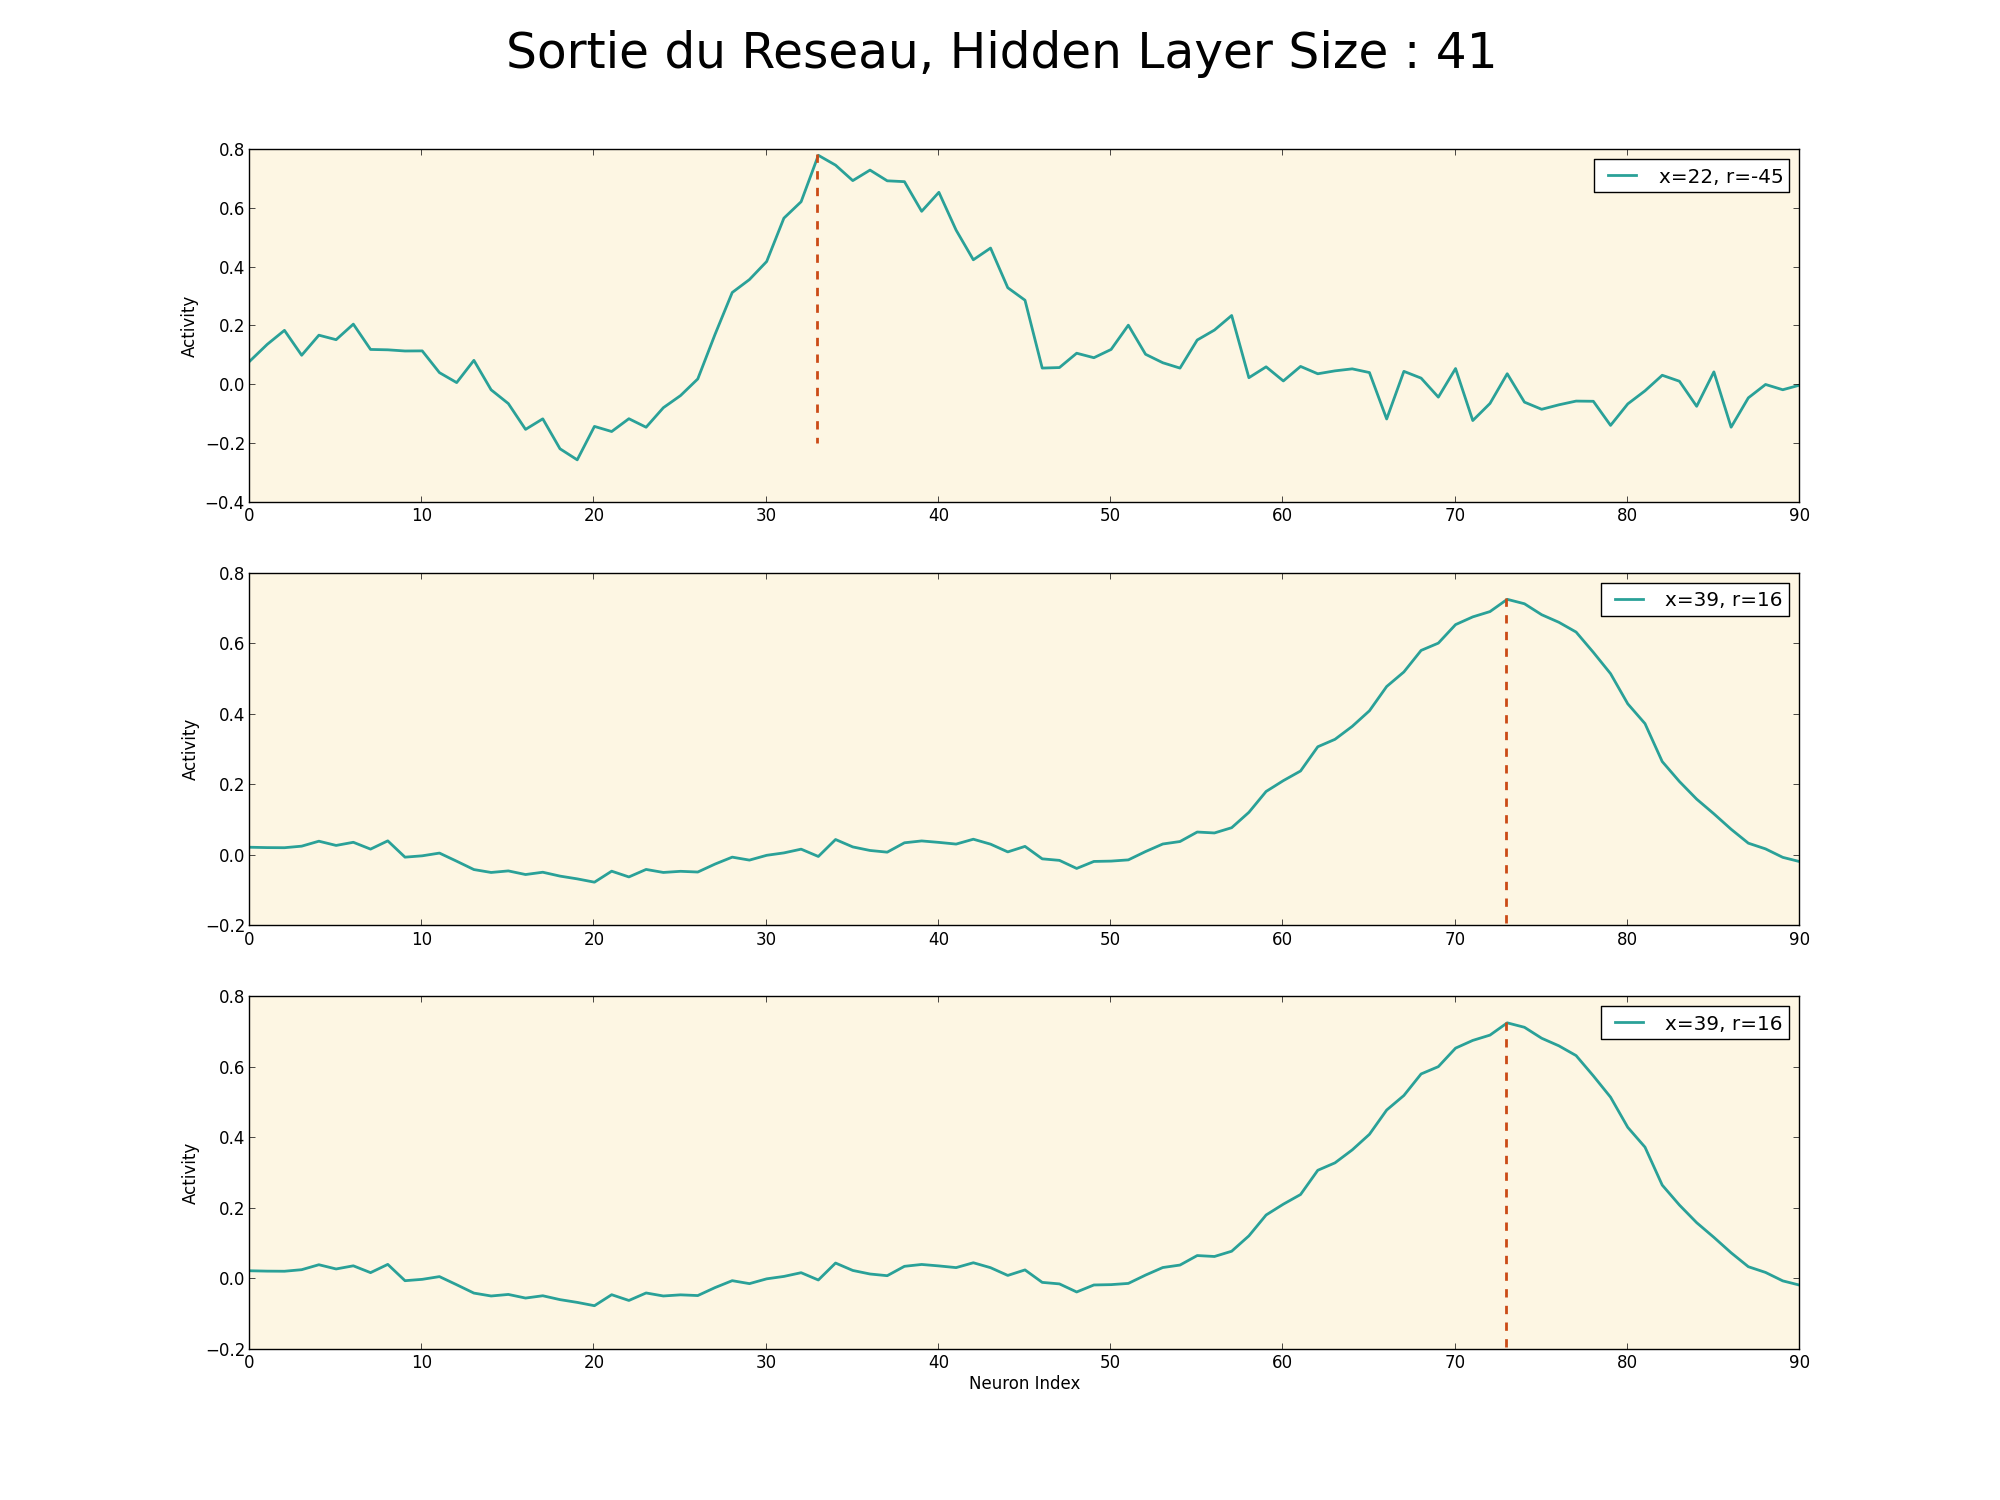 Sortie du Reseau, Hidden Layer Size : 41
0.8
0.6
0.4
0.2
0.0
−0.2
−0.4
Activity
x=22, r=-45
0 10 20 30 40 50 60 70 80 90
0.8
0.6
0.4
0.2
0.0
−0.2
Activity
x=39, r=16
0 10 20 30 40 50 60 70 80 90
0.8
0.6
0.4
0.2
0.0
−0.2
Activity
x=39, r=16
0 10 20 30 40 50 60 70 80 90
Neuron Index